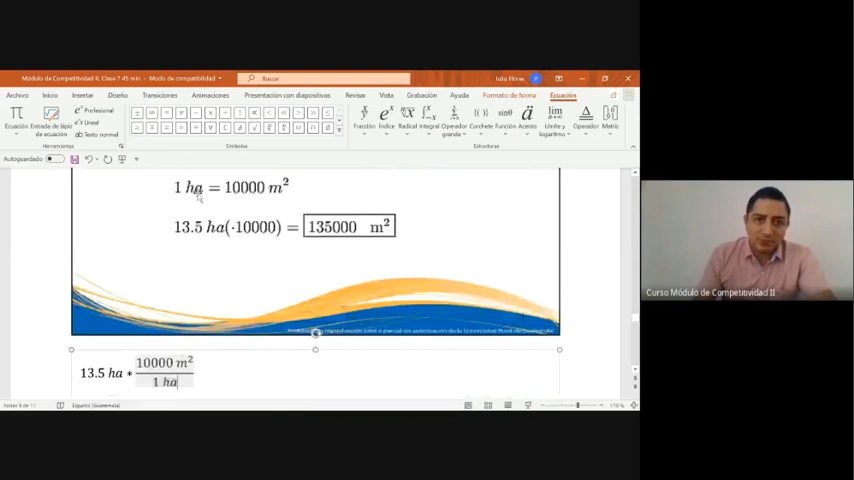 Módulo de Competitividad II, Clase 7 45 min - Modo de compatibilidad
Buscar
Julio Flores
Archivo Inicio Insertar Diseño Transiciones Animaciones Presentación con diapositivas Revisar Vista Grabación Ayuda Formato de forma Ecuación
Ecuación
Entrada de lápiz de ecuación
Profesional
Lineal
Texto normal
Fracción Índice Radical Integral Operador grande Corchete Función Acento Límite y logaritmo Operador Matriz
Herramientas Símbolos Estructuras
Autoguardado
1 ha = 10000 m²
13.5 ha(·10000) = 135000 m²
13.5 ha * 10000 m² / 1 ha
Curso Módulo de Competitividad II
Notas 9 de 11 Español (Guatemala)